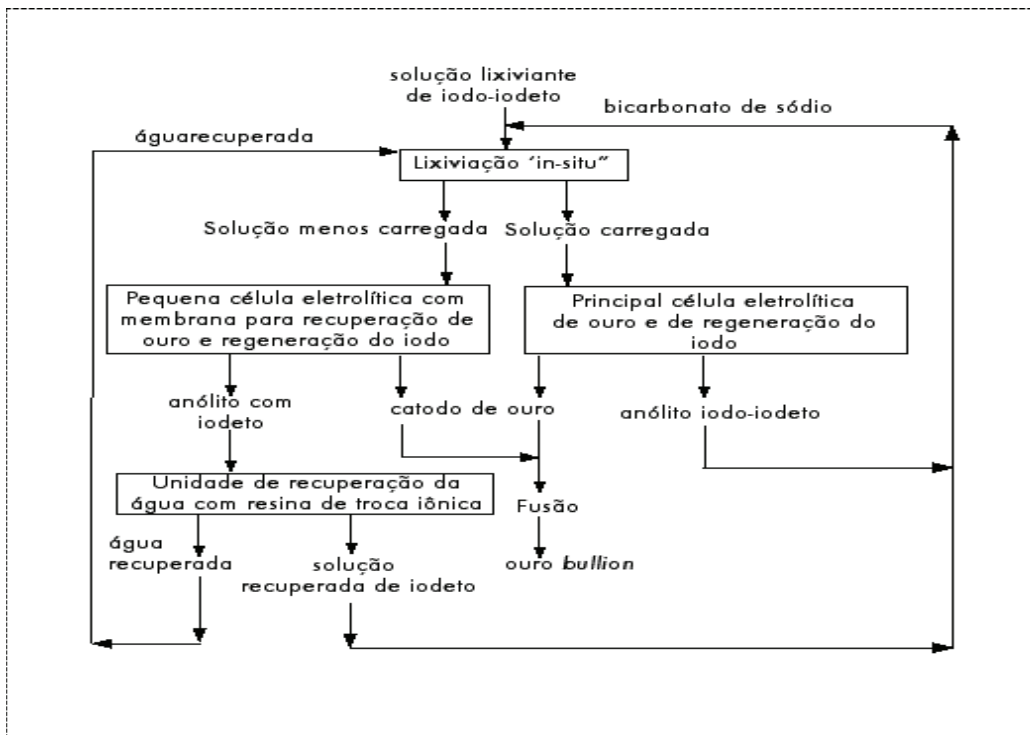 solução lixiviante
de iodo-iodeto
bicarbonato de sódio
águarecuperada
Lixiviação ‘in-situ”
Solução menos carregada
Solução carregada
Pequena célula eletrolítica com
membrana para recuperação de
ouro e regeneração do iodo
Principal célula eletrolítica
de ouro e de regeneração do
iodo
anólito com
iodeto
catodo de ouro
anólito iodo-iodeto
Unidade de recuperação da
água com resina de troca iônica
Fusão
água
recuperada
solução
recuperada de iodeto
ouro bullion